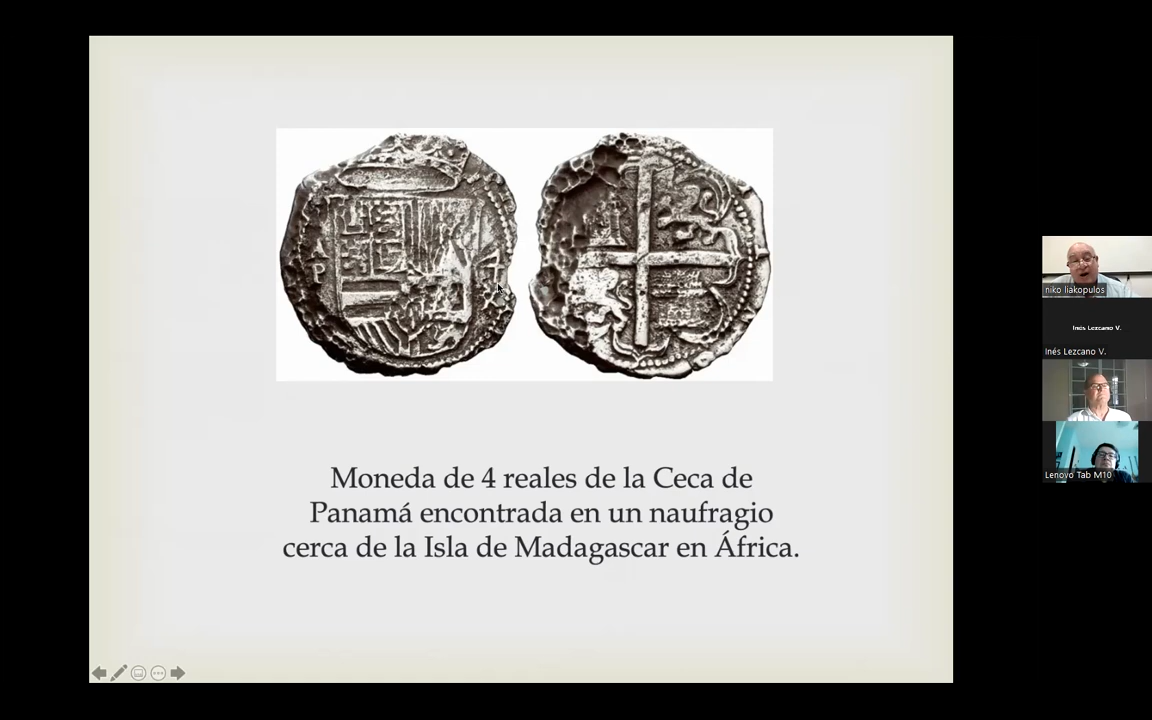 A
P
4
Moneda de 4 reales de la Ceca de
Panamá encontrada en un naufragio
cerca de la Isla de Madagascar en África.
niko liakopulos
Inés Lezcano V.
Inés Lezcano V.
Lenovo Tab M10